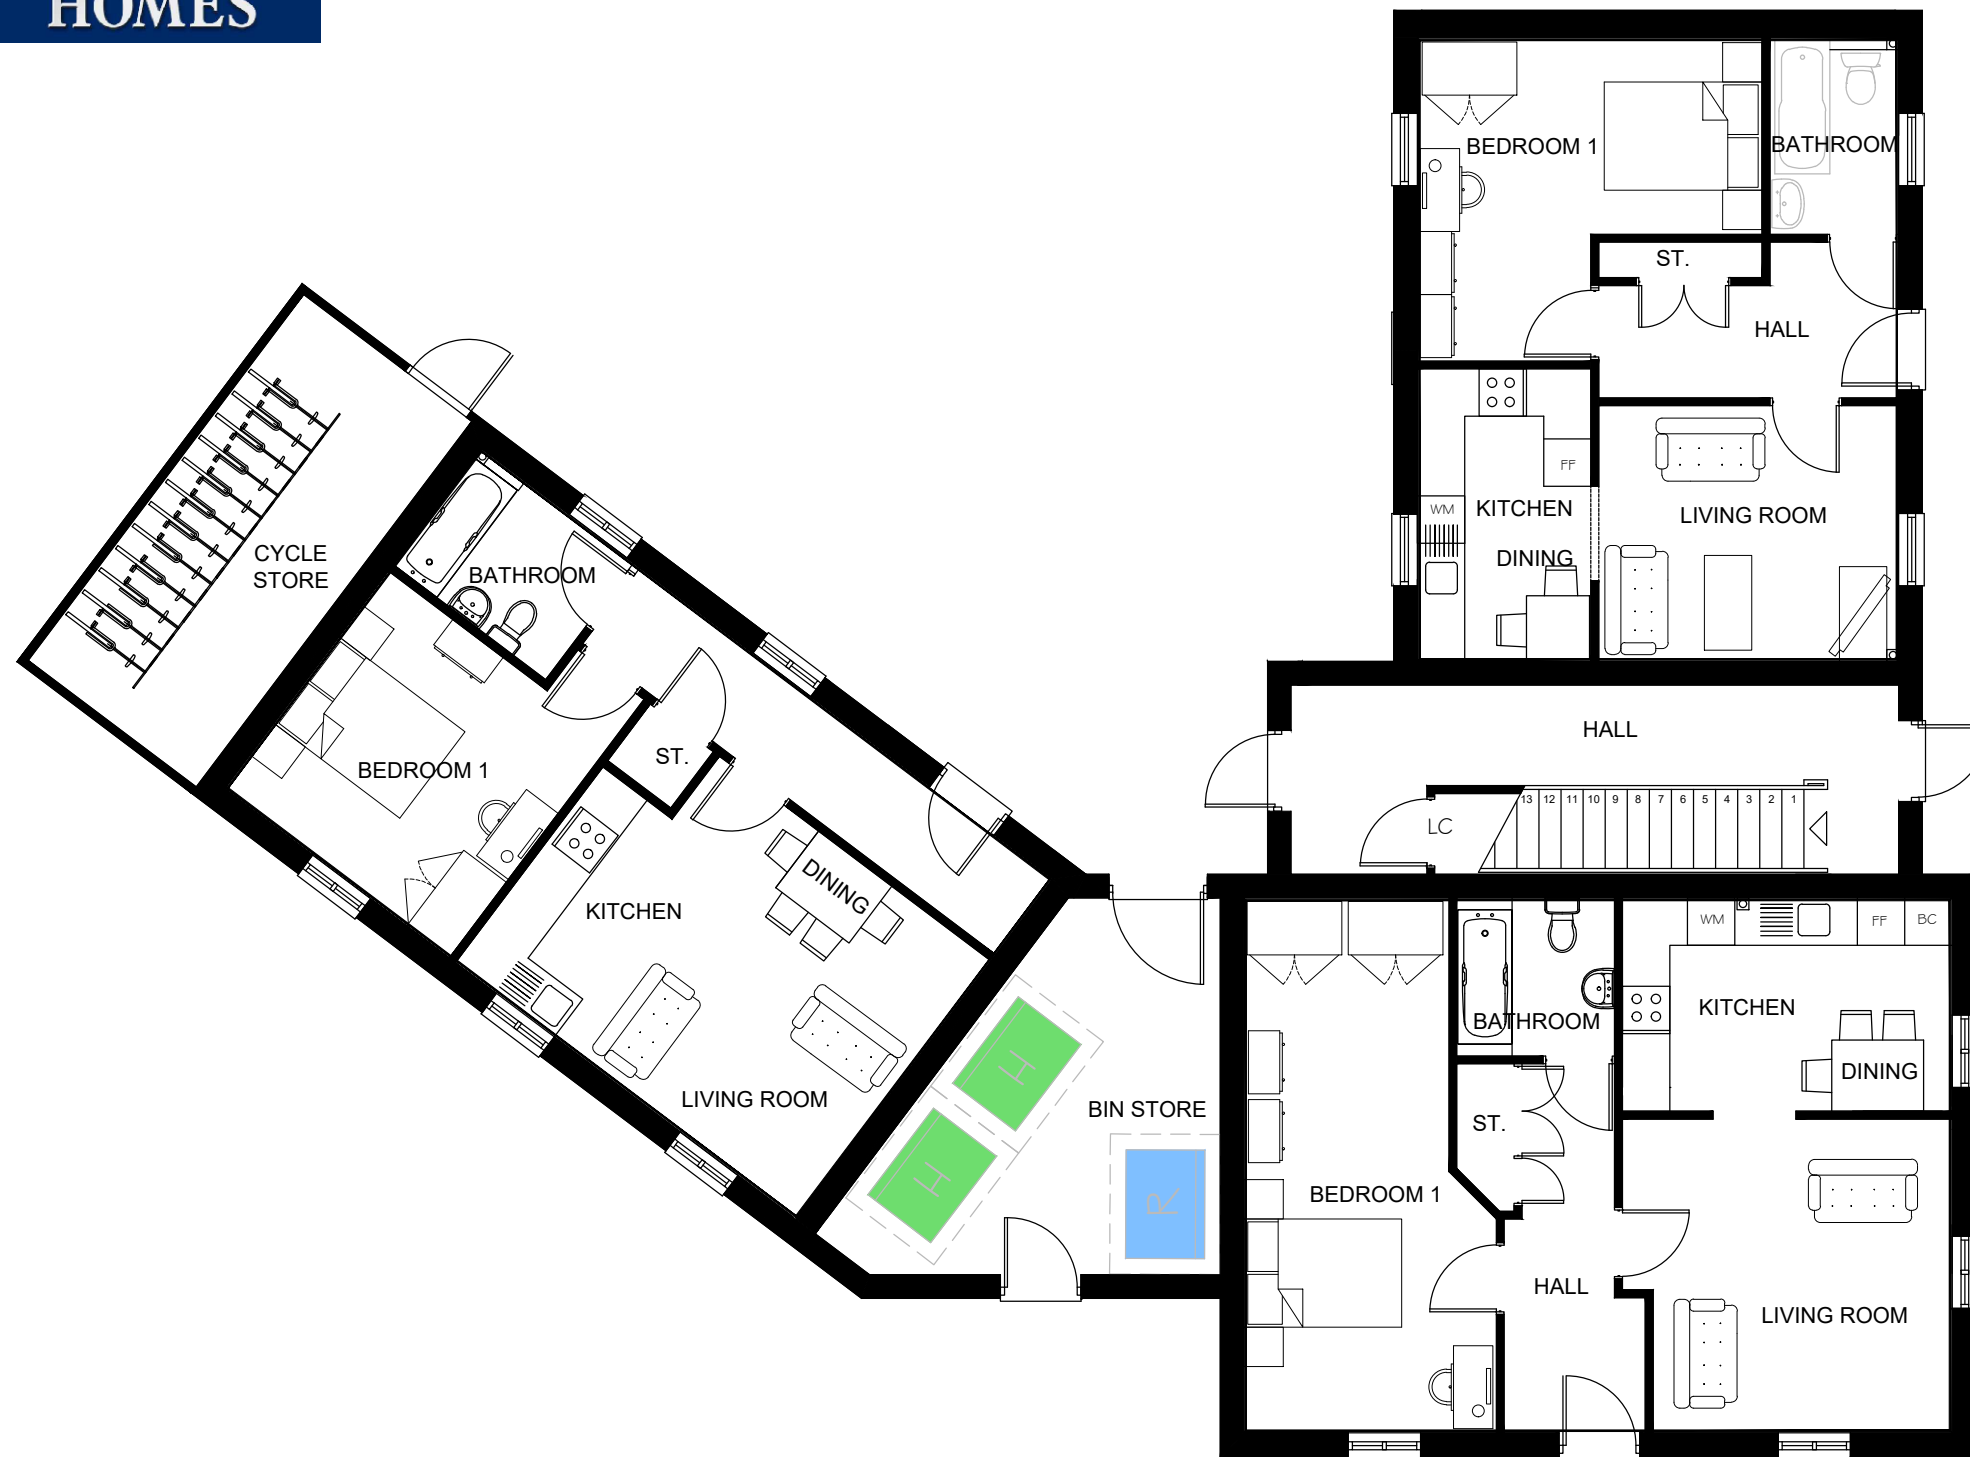 HOMES
BEDROOM 1
BATHROOM
ST.
HALL
FF
WM
KITCHEN
DINING
LIVING ROOM
CYCLE
STORE
BATHROOM
BEDROOM 1
ST.
KITCHEN
DINING
LIVING ROOM
HALL
LC
13 12 11 10 9 8 7 6 5 4 3 2 1
H
H
BIN STORE
R
WM
FF
BC
KITCHEN
BATHROOM
DINING
ST.
BEDROOM 1
HALL
LIVING ROOM